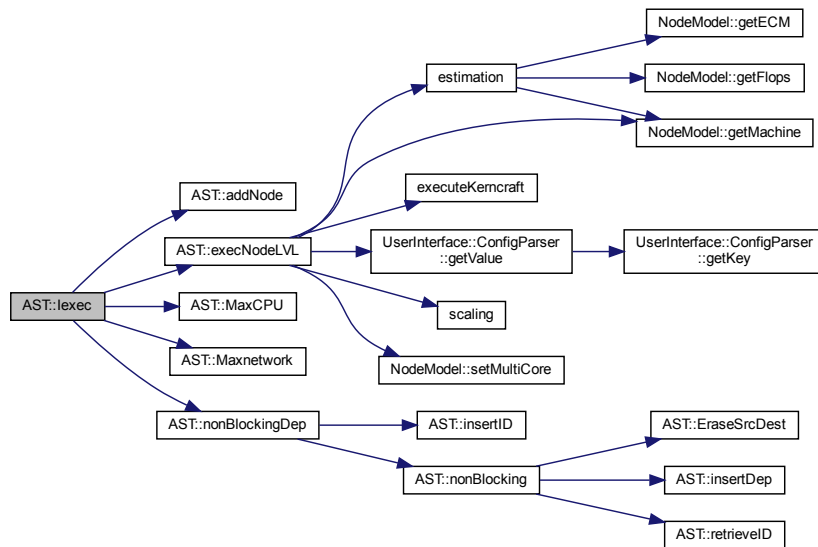 NodeModel::getECM
estimation
NodeModel::getFlops
NodeModel::getMachine
AST::addNode
executeKerncraft
AST::execNodeLVL
UserInterface::ConfigParser
::getValue
UserInterface::ConfigParser
::getKey
AST::Iexec
AST::MaxCPU
scaling
AST::Maxnetwork
NodeModel::setMultiCore
AST::nonBlockingDep
AST::insertID
AST::EraseSrcDest
AST::nonBlocking
AST::insertDep
AST::retrieveID